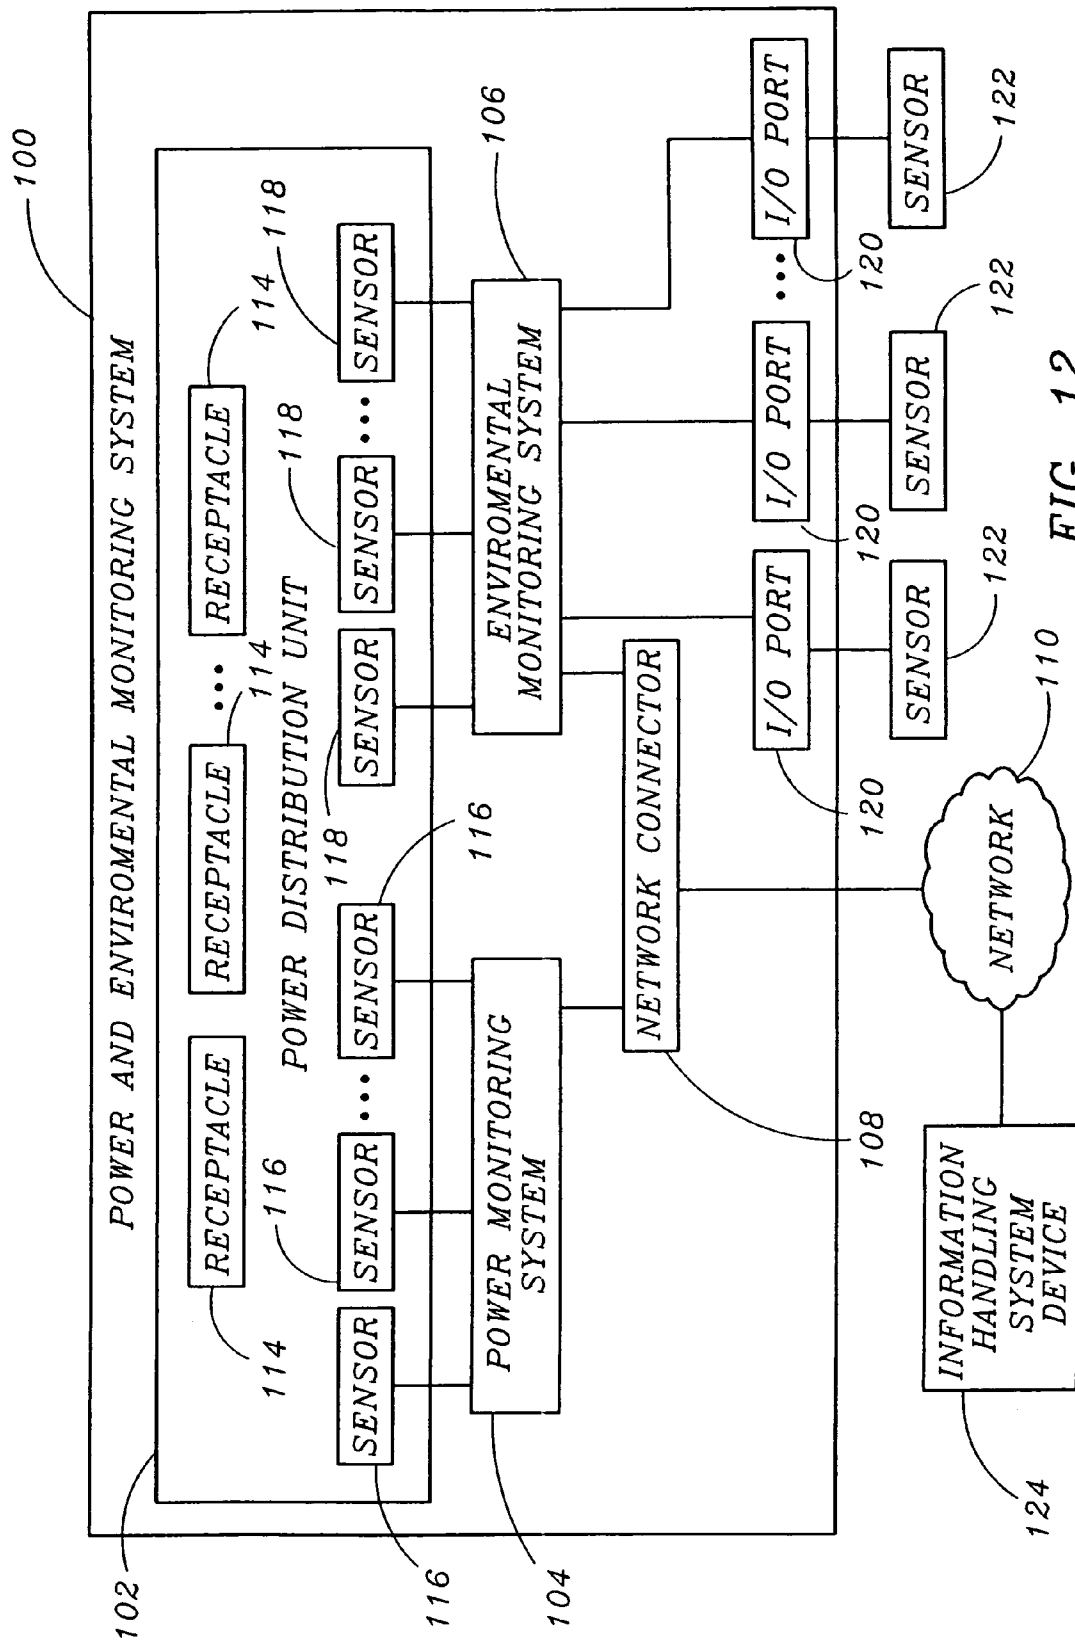 100
POWER AND ENVIROMENTAL MONITORING SYSTEM
102
RECEPTACLE
RECEPTACLE
...
RECEPTACLE
114
114
114
POWER DISTRIBUTION UNIT
116
118
118
118
SENSOR
SENSOR
...
SENSOR
SENSOR
SENSOR
...
SENSOR
116
116
POWER MONITORING
SYSTEM
104
ENVIROMENTAL
MONITORING SYSTEM
106
NETWORK CONNECTOR
108
I/O PORT
I/O PORT
...
I/O PORT
120
120
120
SENSOR
SENSOR
SENSOR
122
122
122
NETWORK
110
INFORMATION
HANDLING
SYSTEM
DEVICE
124